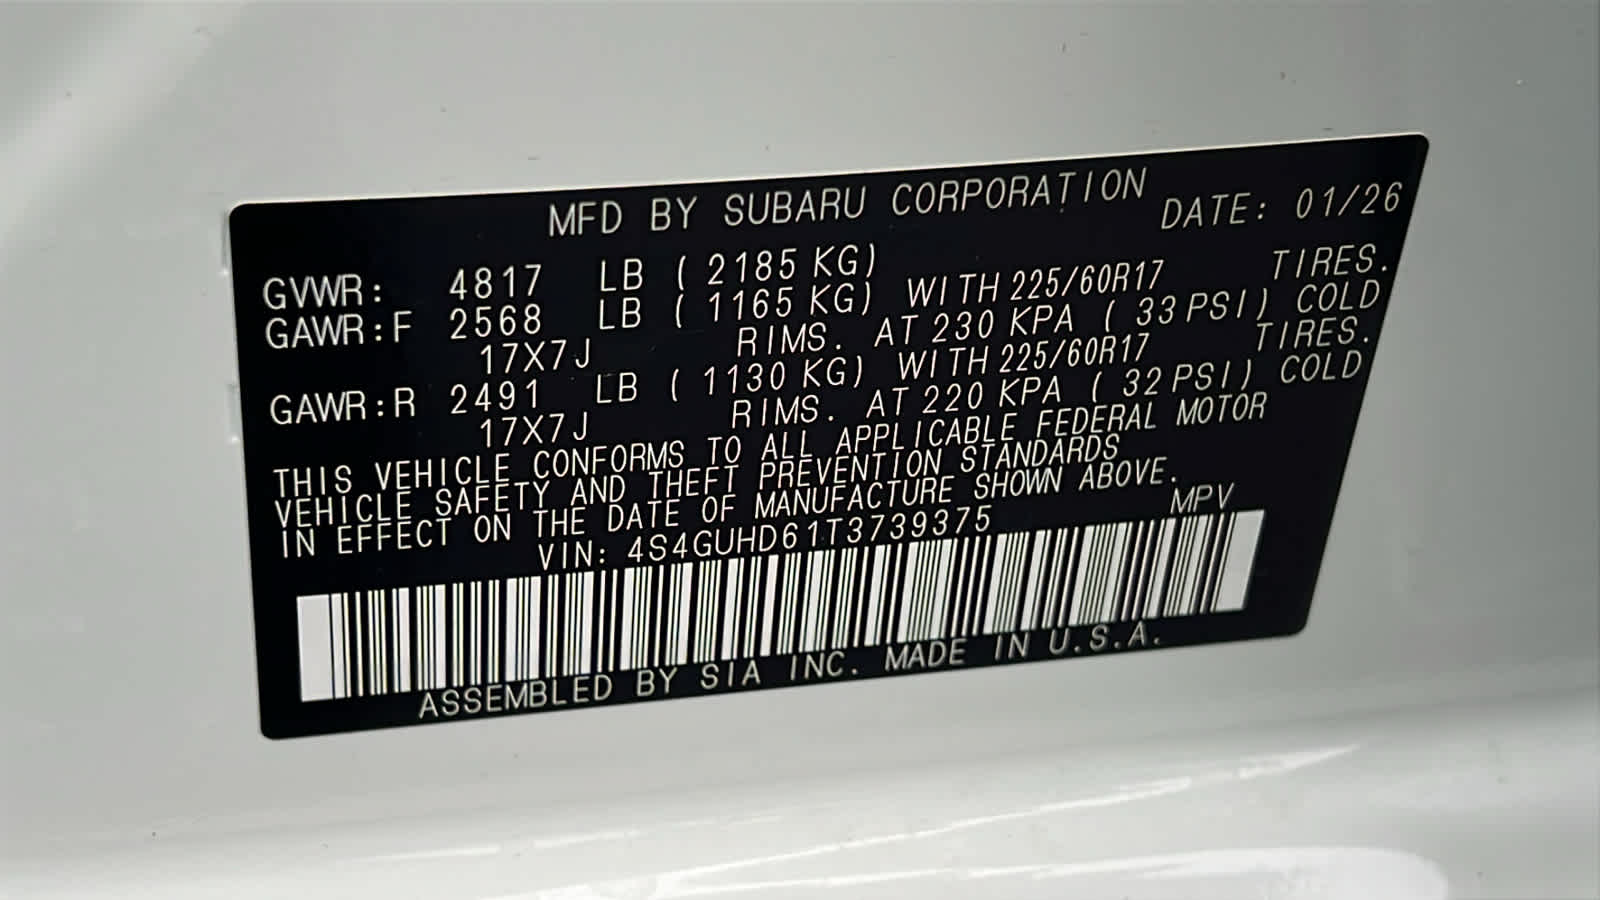 MFD BY SUBARU CORPORATION DATE: 01/26
GVWR: 4817 LB ( 2185 KG)
GAWR:F 2568 LB ( 1165 KG) WITH 225/60R17 TIRES.
17X7J RIMS. AT 230 KPA ( 33 PSI) COLD
GAWR:R 2491 LB ( 1130 KG) WITH 225/60R17 TIRES.
17X7J RIMS. AT 220 KPA ( 32 PSI) COLD
THIS VEHICLE CONFORMS TO ALL APPLICABLE FEDERAL MOTOR
VEHICLE SAFETY AND THEFT PREVENTION STANDARDS
IN EFFECT ON THE DATE OF MANUFACTURE SHOWN ABOVE.
VIN: 4S4GUHD61T3739375 MPV
ASSEMBLED BY SIA INC. MADE IN U.S.A.